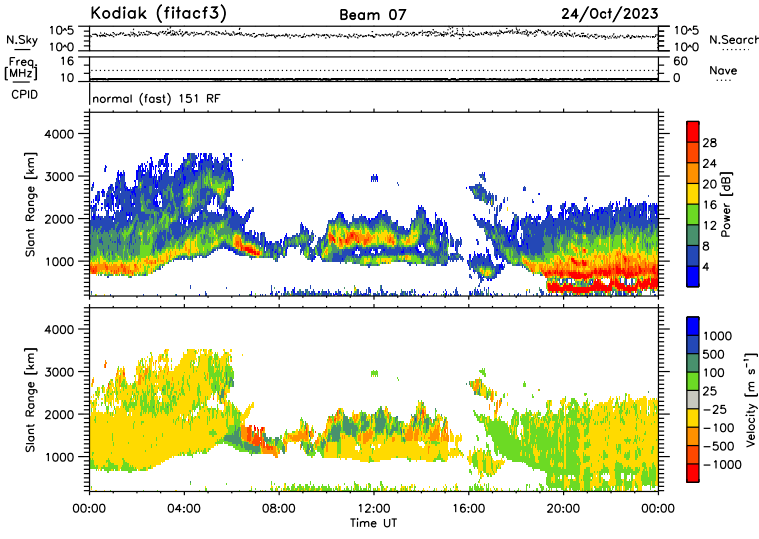 Kodiak (fitacf3) Beam 07 24/Oct/2023
N.Sky 10^5 10^0 10^5 10^0 N.Search
Freq. [MHz] 16 10 60 0 Nave
CPID normal (fast) 151 RF
Slant Range [km] 4000 3000 2000 1000
Power [dB] 28 24 20 16 12 8 4
Slant Range [km] 4000 3000 2000 1000
Velocity [m s⁻¹] 1000 500 100 25 −25 −100 −500 −1000
00:00 04:00 08:00 12:00 16:00 20:00 00:00
Time UT